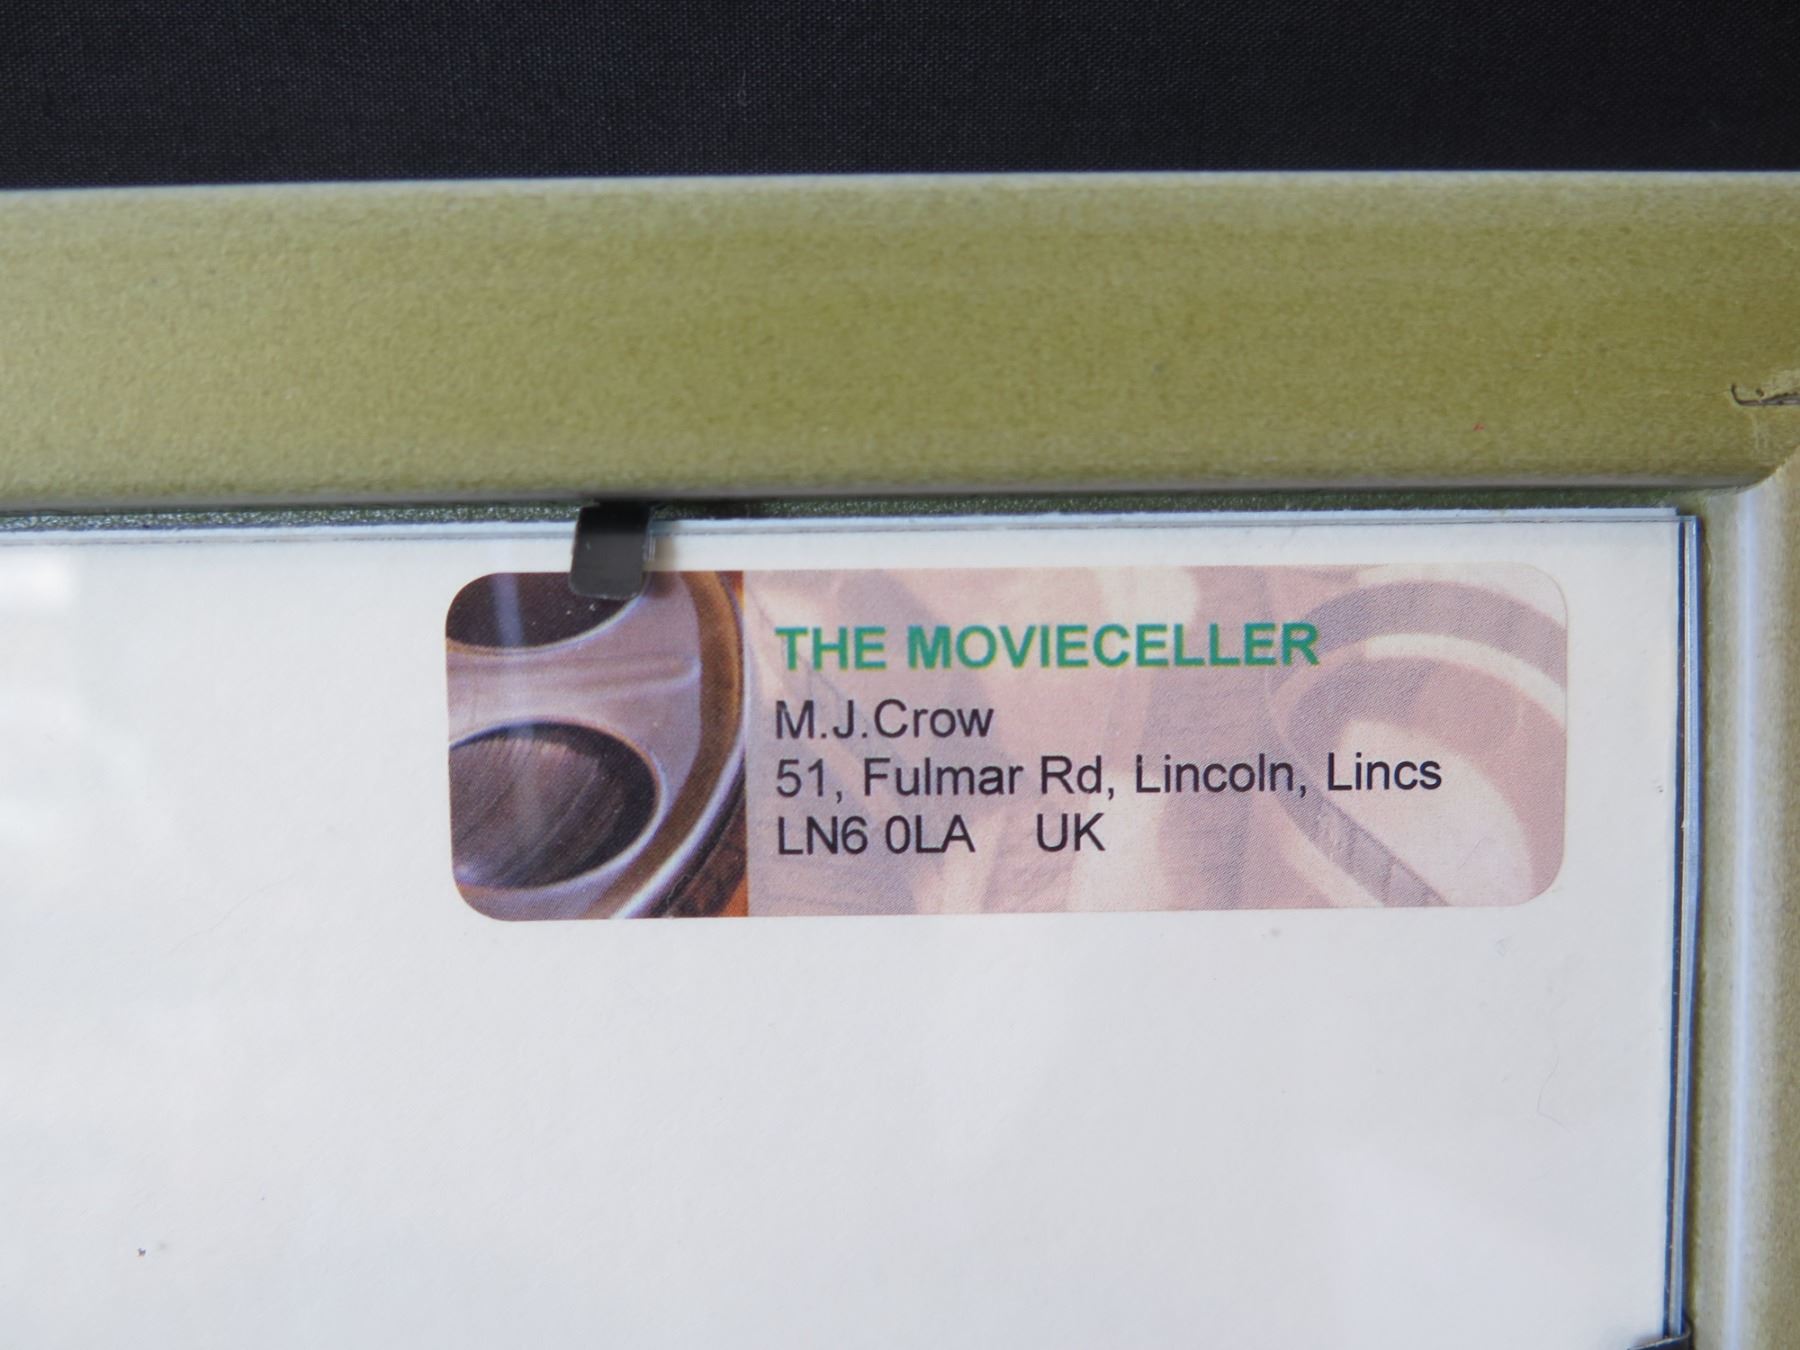 THE MOVIECELLER
M.J.Crow
51, Fulmar Rd, Lincoln, Lincs
LN6 0LA UK